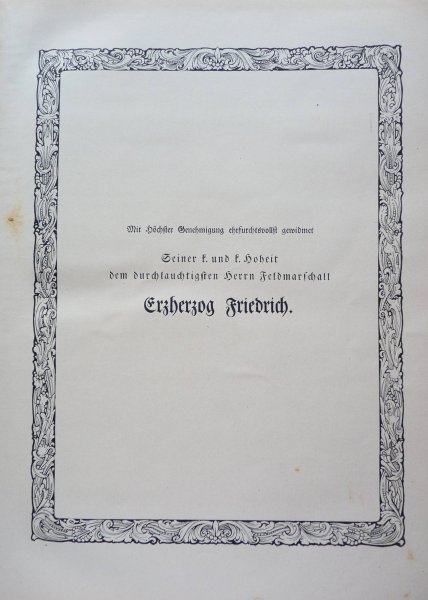 Mit Höchster Genehmigung ehrfurchtsvollst gewidmet
Seiner k. und k. Hoheit
dem durchlauchtigsten Herrn Feldmarschall
Erzherzog Friedrich.